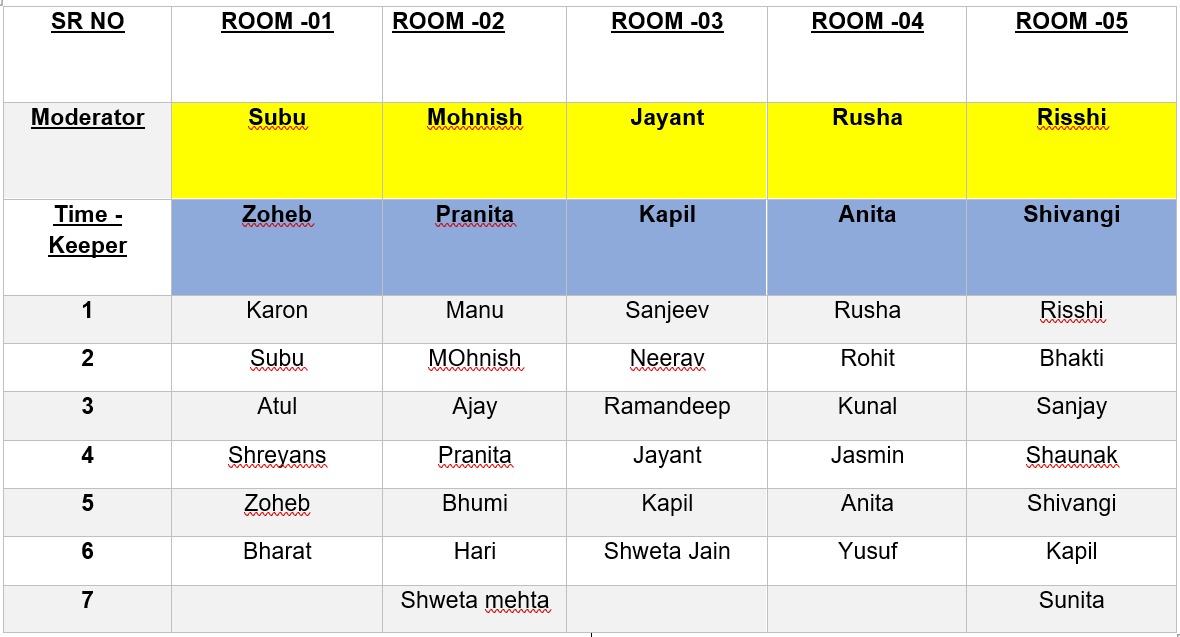 SR NO ROOM -01 ROOM -02 ROOM -03 ROOM -04 ROOM -05
Moderator Subu Mohnish Jayant Rusha Risshi
Time - Zoheb Pranita Kapil Anita Shivangi
Keeper
1 Karon Manu Sanjeev Rusha Risshi
2 Subu MOhnish Neerav Rohit Bhakti
3 Atul Ajay Ramandeep Kunal Sanjay
4 Shreyans Pranita Jayant Jasmin Shaunak
5 Zoheb Bhumi Kapil Anita Shivangi
6 Bharat Hari Shweta Jain Yusuf Kapil
7 Shweta mehta Sunita